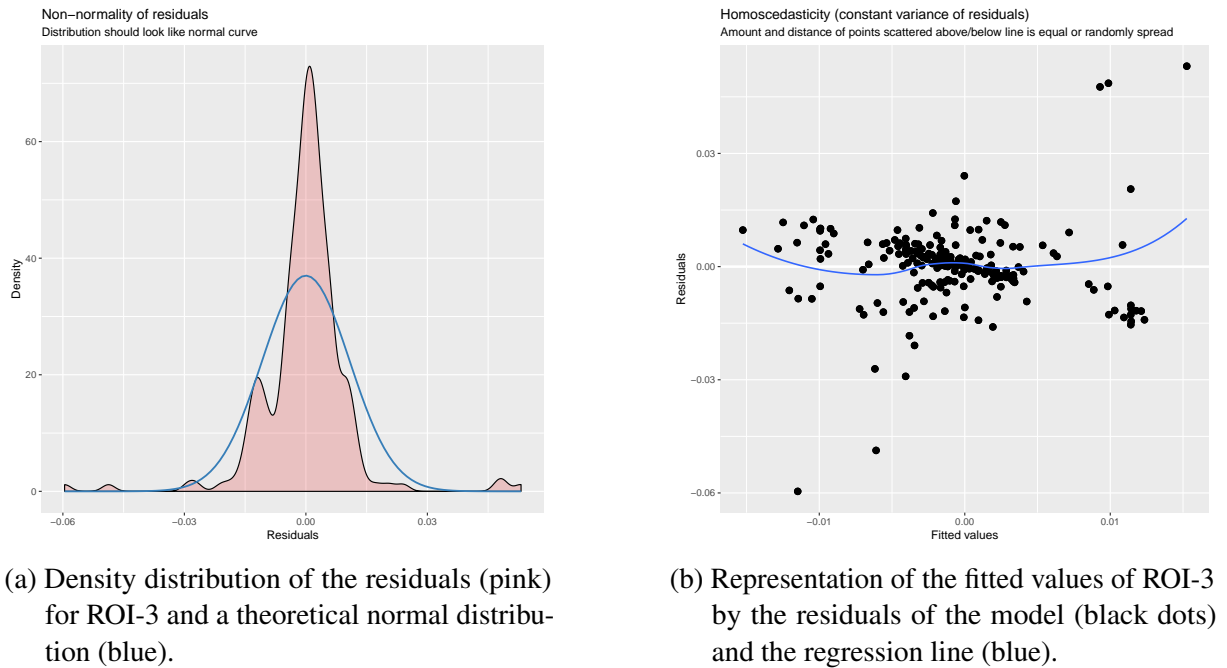 Non−normality of residuals
Distribution should look like normal curve
60
40
20
0
Density
−0.06
−0.03
0.00
0.03
Residuals
(a) Density distribution of the residuals (pink)
for ROI-3 and a theoretical normal distribu-
tion (blue).
Homoscedasticity (constant variance of residuals)
Amount and distance of points scattered above/below line is equal or randomly spread
0.03
0.00
−0.03
−0.06
Residuals
−0.01
0.00
0.01
Fitted values
(b) Representation of the fitted values of ROI-3
by the residuals of the model (black dots)
and the regression line (blue).